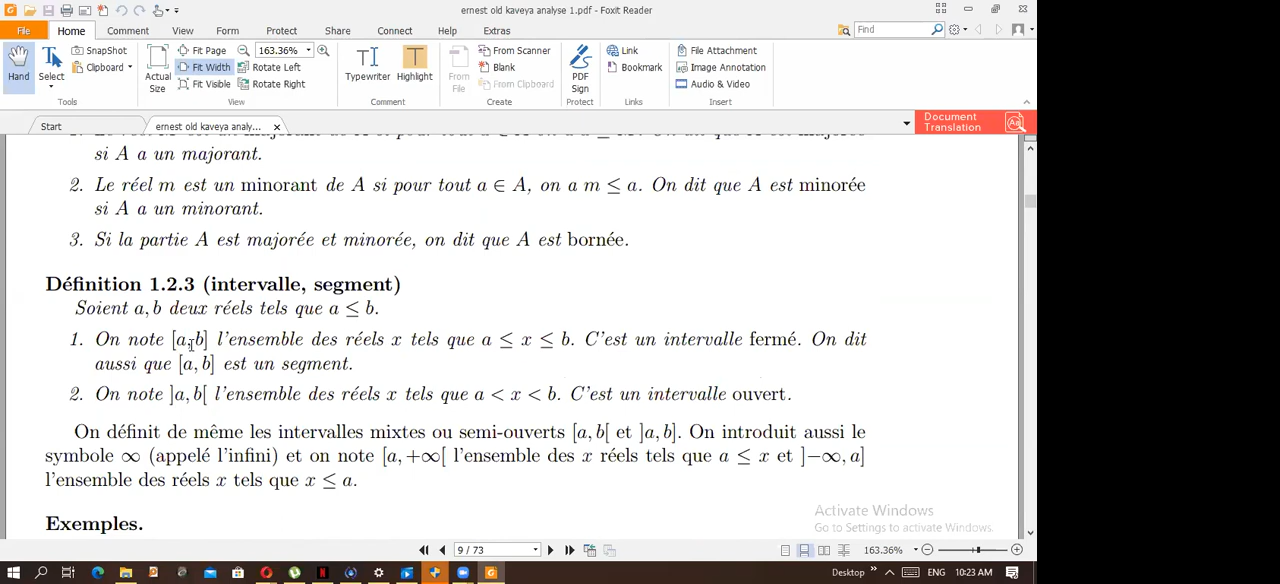 ernest old kaveya analyse 1.pdf - Foxit Reader
File Home Comment View Form Protect Share Connect Help Extras Find
SnapShot Fit Page 163.36% From Scanner Link File Attachment
Clipboard Fit Width Rotate Left Blank Bookmark Image Annotation
Hand Select Actual Size Fit Visible Rotate Right Typewriter Highlight From File From Clipboard PDF Sign Audio & Video
Tools View Comment Create Protect Links Insert
Start ernest old kaveya analy... Document Translation
si A a un majorant.
2. Le réel m est un minorant de A si pour tout a ∈ A, on a m ≤ a. On dit que A est minorée
si A a un minorant.
3. Si la partie A est majorée et minorée, on dit que A est bornée.
Définition 1.2.3 (intervalle, segment)
Soient a, b deux réels tels que a ≤ b.
1. On note [a, b] l'ensemble des réels x tels que a ≤ x ≤ b. C'est un intervalle fermé. On dit
aussi que [a, b] est un segment.
2. On note ]a, b[ l'ensemble des réels x tels que a < x < b. C'est un intervalle ouvert.
On définit de même les intervalles mixtes ou semi-ouverts [a, b[ et ]a, b]. On introduit aussi le
symbole ∞ (appelé l'infini) et on note [a, +∞[ l'ensemble des x réels tels que a ≤ x et ]−∞, a]
l'ensemble des réels x tels que x ≤ a.
Exemples.
Activate Windows
Go to Settings to activate Windows.
9 / 73 163.36%
Desktop ENG 10:23 AM